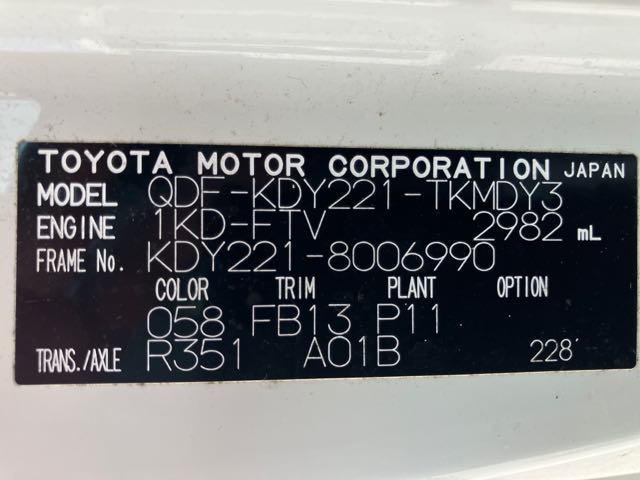 TOYOTA MOTOR CORPORATION JAPAN
MODEL QDF-KDY221-TKMDY3
ENGINE 1KD-FTV 2982 mL
FRAME No. KDY221-8006990
COLOR TRIM PLANT OPTION
058 FB13 P11
TRANS./AXLE R351 A01B 228